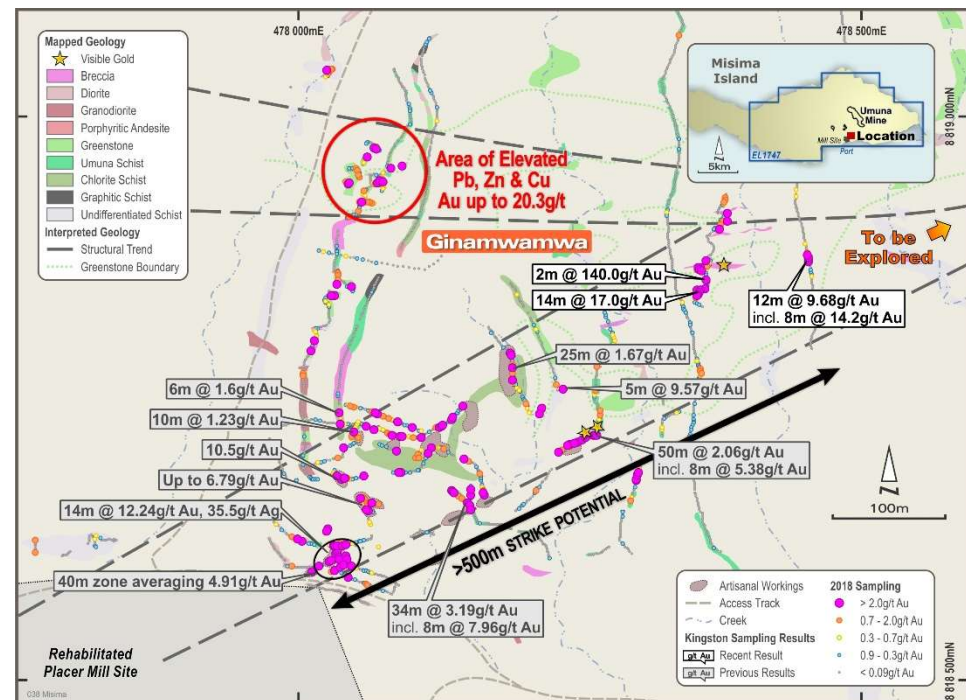 478 000mE
478 500mE
8 819 000mN
8 818 500mN
Mapped Geology
Visible Gold
Breccia
Diorite
Granodiorite
Porphyritic Andesite
Greenstone
Umuna Schist
Chlorite Schist
Graphitic Schist
Undifferentiated Schist
Interpreted Geology
Structural Trend
Greenstone Boundary
Misima
Island
Umuna
Mine
Mill Site
Location
Port
N
5km
EL1747
Area of Elevated
Pb, Zn & Cu
Au up to 20.3g/t
Ginamwamwa
To be
Explored
2m @ 140.0g/t Au
14m @ 17.0g/t Au
12m @ 9.68g/t Au
incl. 8m @ 14.2g/t Au
25m @ 1.67g/t Au
5m @ 9.57g/t Au
6m @ 1.6g/t Au
10m @ 1.23g/t Au
10.5g/t Au
Up to 6.79g/t Au
14m @ 12.24g/t Au, 35.5g/t Ag
40m zone averaging 4.91g/t Au
50m @ 2.06g/t Au
incl. 8m @ 5.38g/t Au
>500m STRIKE POTENTIAL
34m @ 3.19g/t Au
incl. 8m @ 7.96g/t Au
N
100m
Rehabilitated
Placer Mill Site
038 Misima
Artisanal Workings
Access Track
Creek
Kingston Sampling Results
g/t Au Recent Result
g/t Au Previous Results
2018 Sampling
> 2.0g/t Au
0.7 - 2.0g/t Au
0.3 - 0.7g/t Au
0.9 - 0.3g/t Au
< 0.09g/t Au